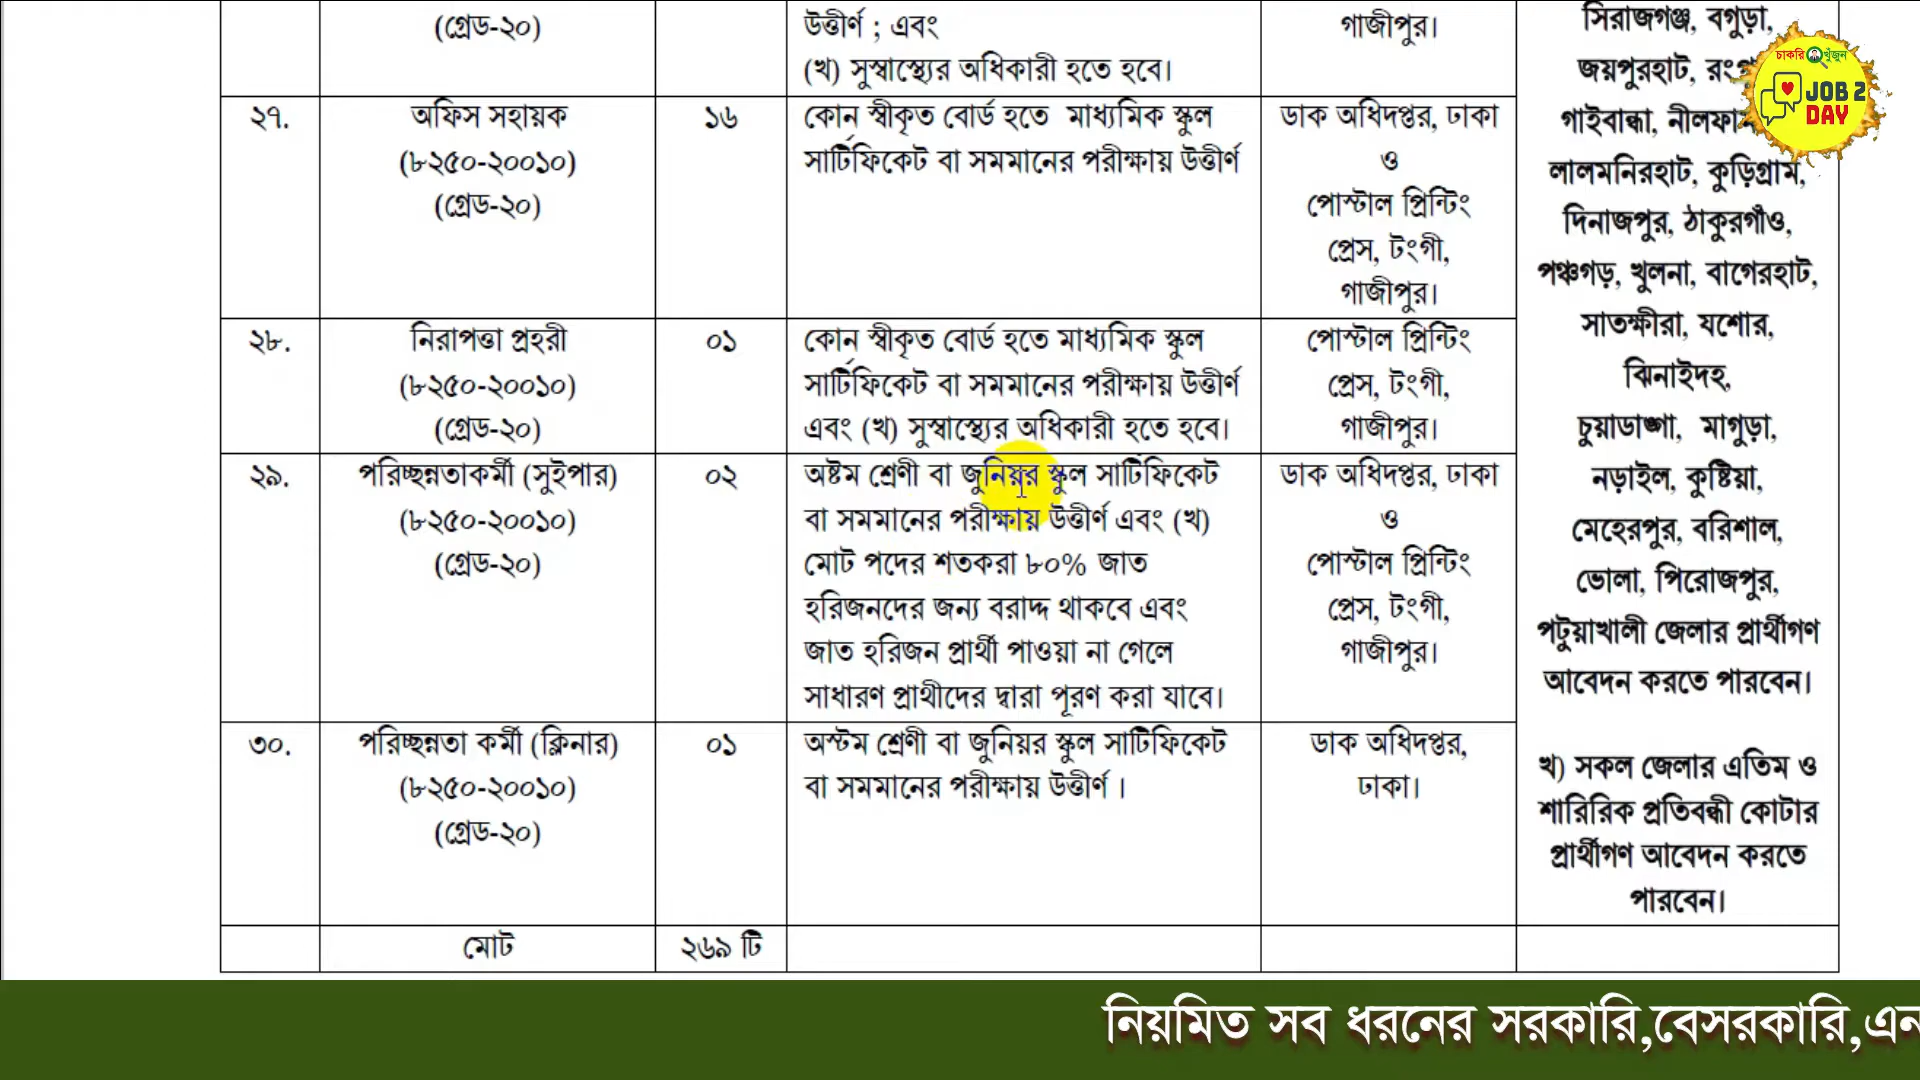 (গ্রেড-২০)
উত্তীর্ণ ; এবং
(খ) সুস্বাস্থ্যের অধিকারী হতে হবে।
গাজীপুর।
২৭.
অফিস সহায়ক
(৮২৫০-২০০১০)
(গ্রেড-২০)
১৬
কোন স্বীকৃত বোর্ড হতে মাধ্যমিক স্কুল
সার্টিফিকেট বা সমমানের পরীক্ষায় উত্তীর্ণ
ডাক অধিদপ্তর, ঢাকা
ও
পোস্টাল প্রিন্টিং
প্রেস, টংগী,
গাজীপুর।
২৮.
নিরাপত্তা প্রহরী
(৮২৫০-২০০১০)
(গ্রেড-২০)
০১
কোন স্বীকৃত বোর্ড হতে মাধ্যমিক স্কুল
সার্টিফিকেট বা সমমানের পরীক্ষায় উত্তীর্ণ
এবং (খ) সুস্বাস্থ্যের অধিকারী হতে হবে।
পোস্টাল প্রিন্টিং
প্রেস, টংগী,
গাজীপুর।
২৯.
পরিচ্ছন্নতাকর্মী (সুইপার)
(৮২৫০-২০০১০)
(গ্রেড-২০)
০২
অষ্টম শ্রেণী বা জুনিয়র স্কুল সার্টিফিকেট
বা সমমানের পরীক্ষায় উত্তীর্ণ এবং (খ)
মোট পদের শতকরা ৮০% জাত
হরিজনদের জন্য বরাদ্দ থাকবে এবং
জাত হরিজন প্রার্থী পাওয়া না গেলে
সাধারণ প্রাথীদের দ্বারা পূরণ করা যাবে।
ডাক অধিদপ্তর, ঢাকা
ও
পোস্টাল প্রিন্টিং
প্রেস, টংগী,
গাজীপুর।
৩০.
পরিচ্ছন্নতা কর্মী (ক্লিনার)
(৮২৫০-২০০১০)
(গ্রেড-২০)
০১
অস্টম শ্রেণী বা জুনিয়র স্কুল সাটিফিকেট
বা সমমানের পরীক্ষায় উত্তীর্ণ ।
ডাক অধিদপ্তর,
ঢাকা।
মোট
২৬৯ টি
সিরাজগঞ্জ, বগুড়া,
জয়পুরহাট,
গাইবান্ধা,
লালমনিরহাট, কুড়িগ্রাম,
দিনাজপুর, ঠাকুরগাঁও,
পঞ্চগড়, খুলনা, বাগেরহাট,
সাতক্ষীরা, যশোর,
ঝিনাইদহ,
চুয়াডাঙ্গা, মাগুড়া,
নড়াইল, কুষ্টিয়া,
মেহেরপুর, বরিশাল,
ভোলা, পিরোজপুর,
পটুয়াখালী জেলার প্রার্থীগণ
আবেদন করতে পারবেন।
খ) সকল জেলার এতিম ও
শারিরিক প্রতিবন্ধী কোটার
প্রার্থীগণ আবেদন করতে
পারবেন।
চাকরি খুঁজুন
JOB 2
DAY
নিয়মিত সব ধরনের সরকারি,বেসরকারি,এন